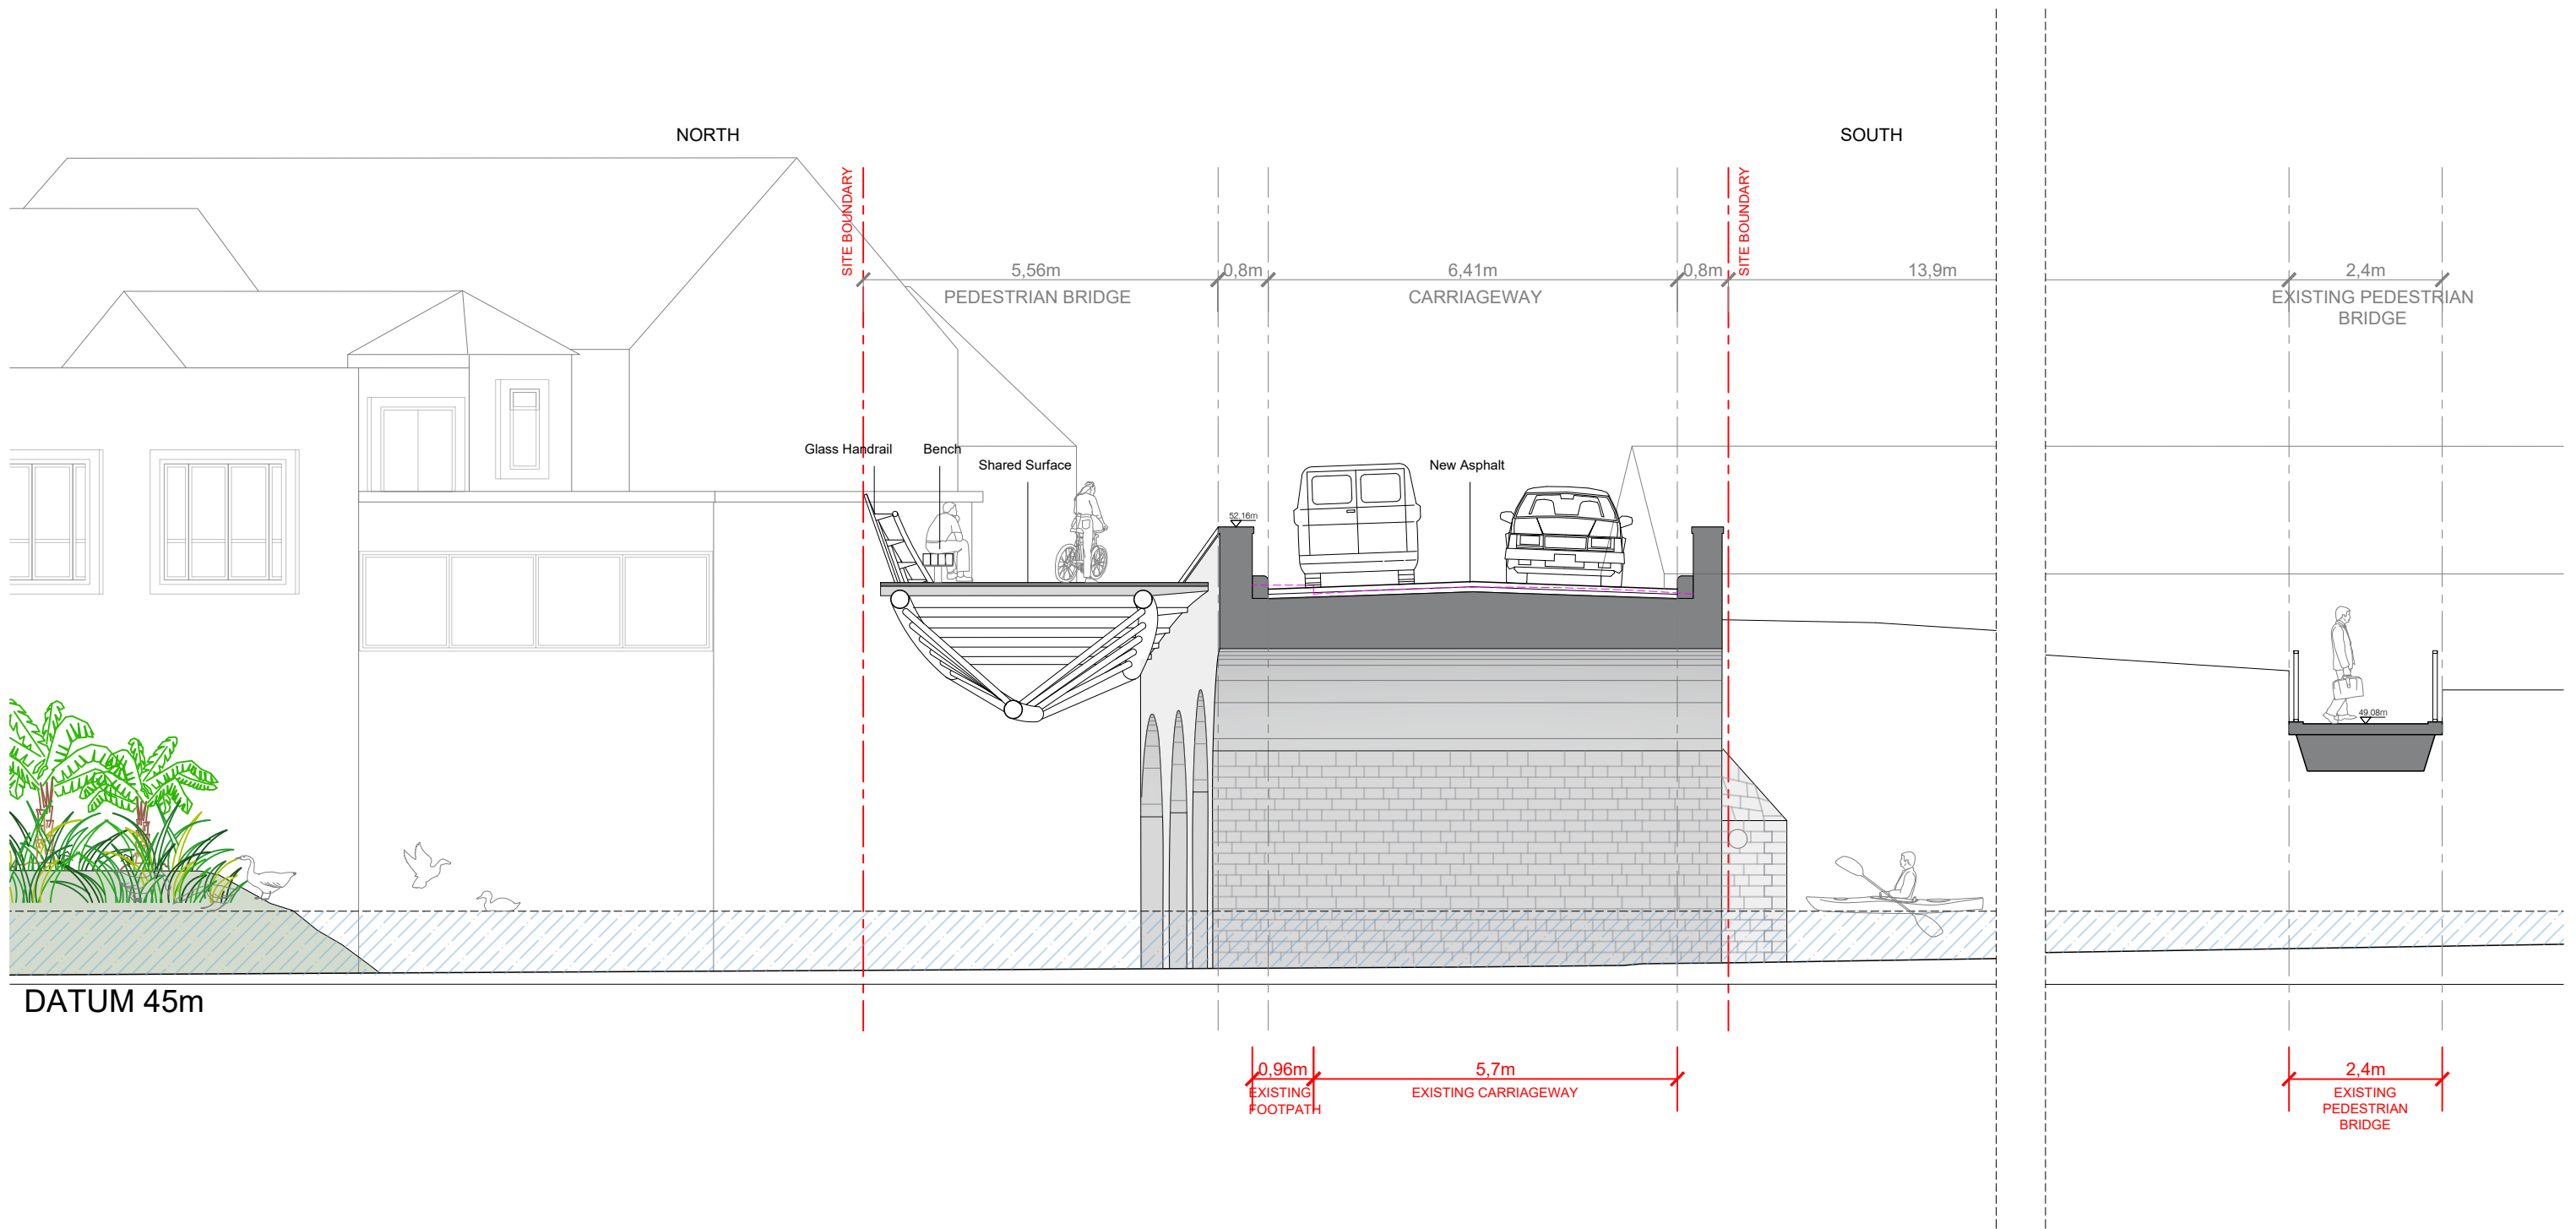 NORTH
SOUTH
SITE BOUNDARY
SITE BOUNDARY
5,56m
0,8m
6,41m
0,8m
13,9m
2,4m
PEDESTRIAN BRIDGE
CARRIAGEWAY
EXISTING PEDESTRIAN
BRIDGE
Glass Handrail
Bench
Shared Surface
New Asphalt
52.16m
49.08m
DATUM 45m
0,96m
EXISTING
FOOTPATH
5,7m
EXISTING CARRIAGEWAY
2,4m
EXISTING
PEDESTRIAN
BRIDGE